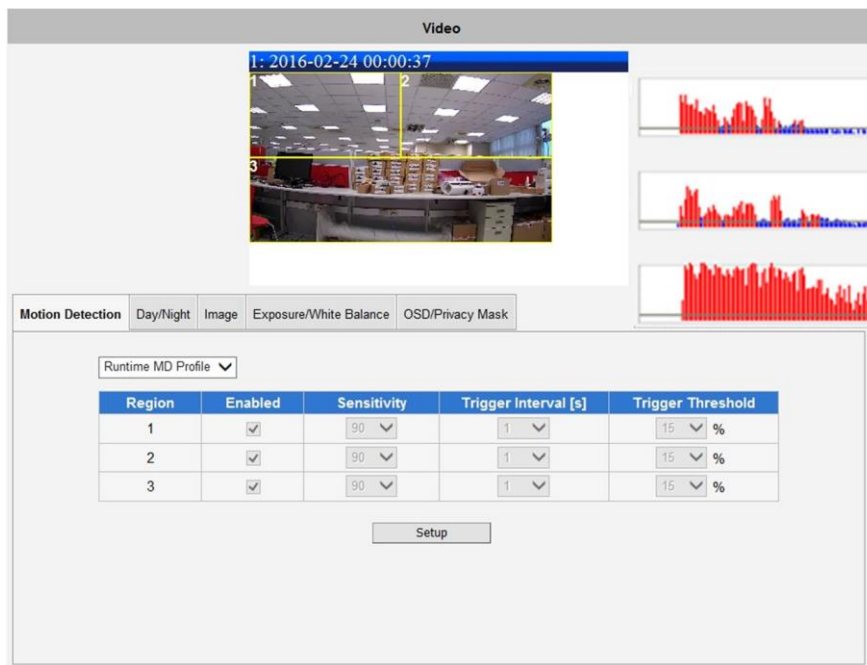 Video
1: 2016-02-24 00:00:37
1 2
3
Motion Detection Day/Night Image Exposure/White Balance OSD/Privacy Mask
Runtime MD Profile
Region Enabled Sensitivity Trigger Interval [s] Trigger Threshold
1 90 1 15 %
2 90 1 15 %
3 90 1 15 %
Setup